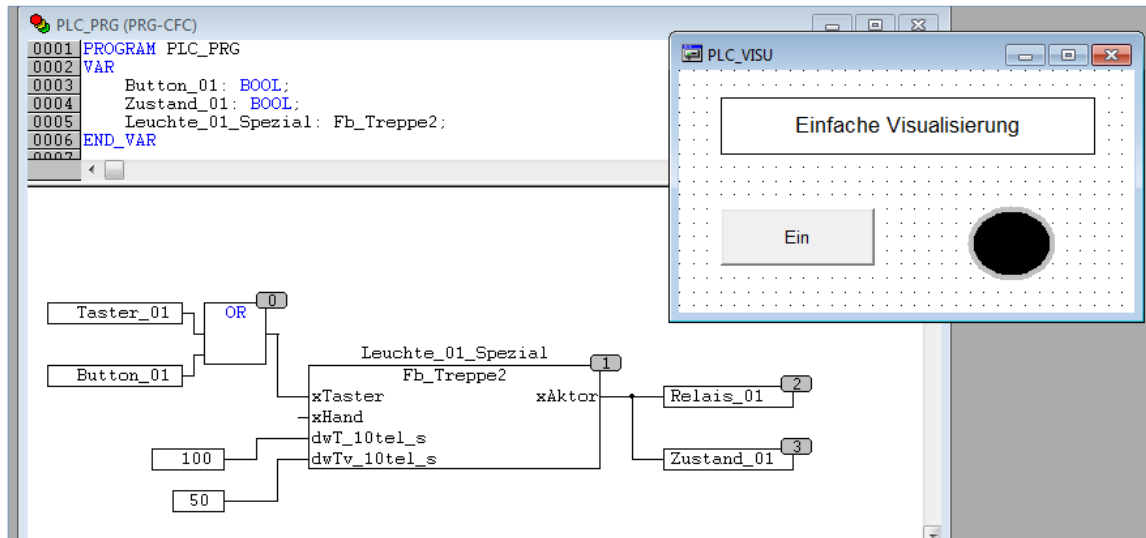 PLC_PRG (PRG-CFC)
0001 PROGRAM PLC_PRG
0002 VAR
0003 Button_01: BOOL;
0004 Zustand_01: BOOL;
0005 Leuchte_01_Spezial: Fb_Treppe2;
0006 END_VAR
0007
PLC_VISU
Einfache Visualisierung
Ein
0
Taster_01
OR
Button_01
Leuchte_01_Spezial
1
Fb_Treppe2
xTaster xAktor
2
Relais_01
xHand
dwT_10tel_s
3
100
dwTv_10tel_s
Zustand_01
50